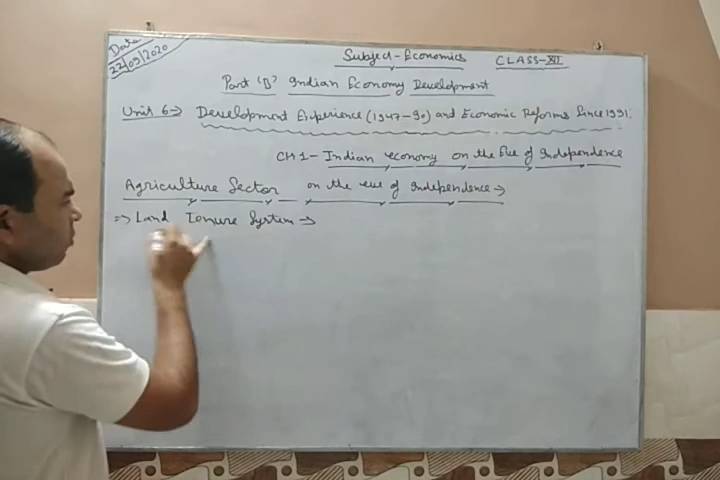 Date
22/09/2020
Subject - Economics CLASS-XII
Part 'B' Indian Economy Development
Unit 6 → Development Experience (1947-90) and Economic Reforms Since 1991.
CH 1 - Indian economy on the Eve of Independence
Agriculture Sector on the eve of Independence →
⇒ Land Tenure System →